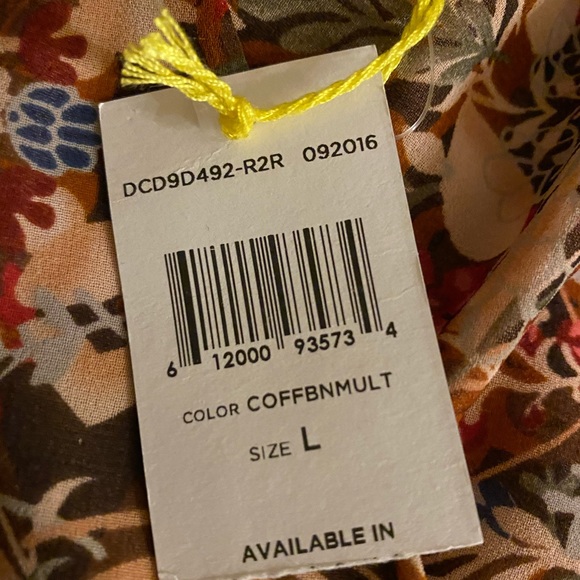 DCD9D492-R2R 092016
6 12000 93573 4
COLOR COFFBNMULT
SIZE L
AVAILABLE IN